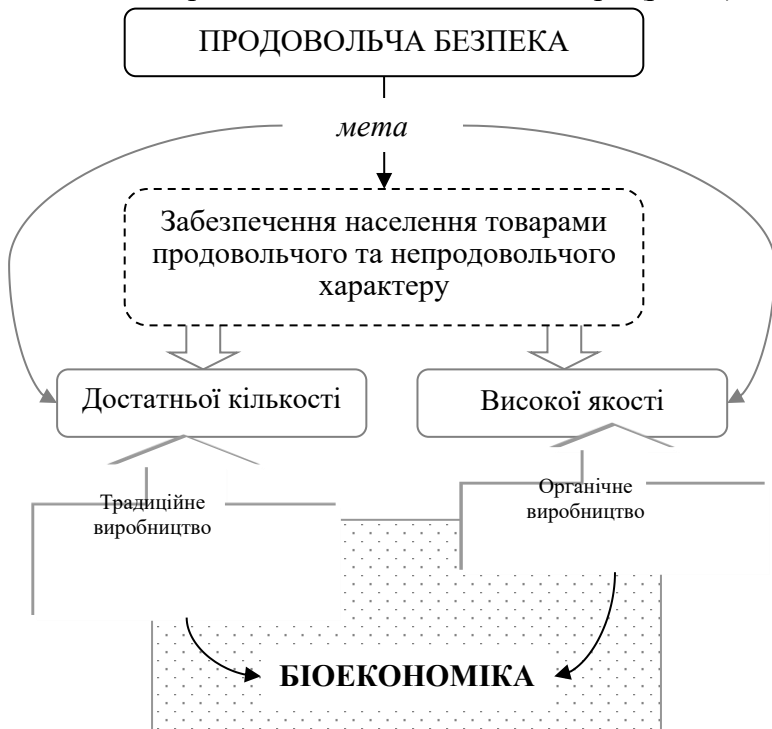 ПРОДОВОЛЬЧА БЕЗПЕКА
мета
Забезпечення населення товарами
продовольчого та непродовольчого
характеру
Достатньої кількості
Високої якості
Традиційне
виробництво
Органічне
виробництво
БІОЕКОНОМІКА